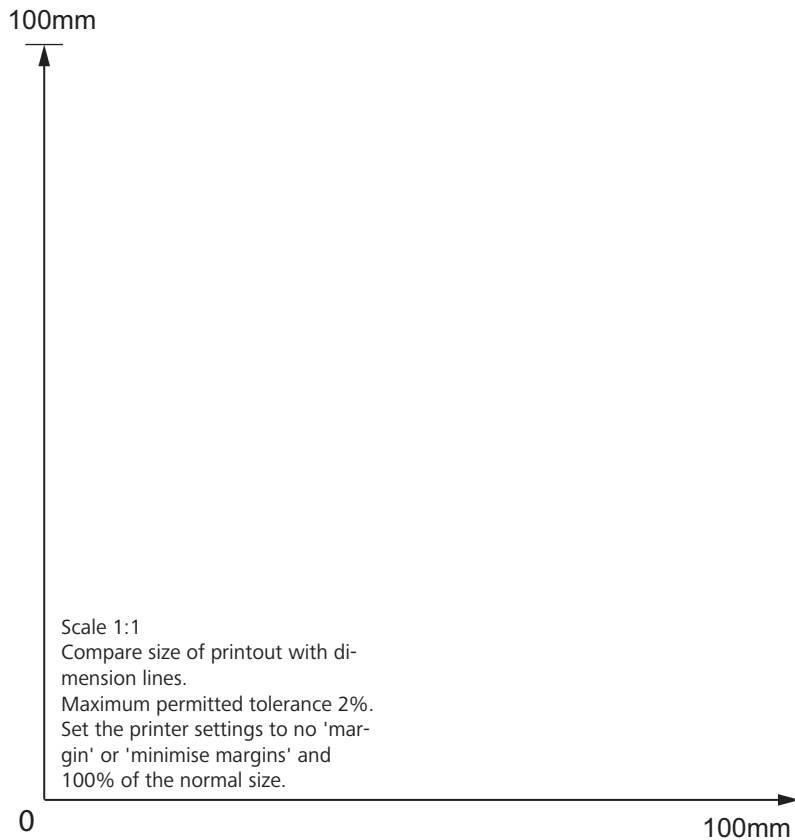 100mm
Scale 1:1
Compare size of printout with di-
mension lines.
Maximum permitted tolerance 2%.
Set the printer settings to no 'mar-
gin' or 'minimise margins' and
100% of the normal size.
0
100mm